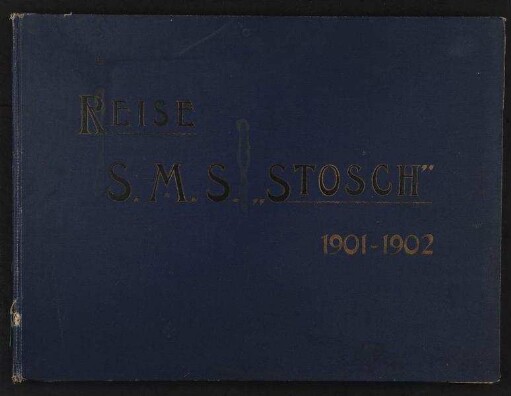 REISE
S. M. S. „STOSCH"
1901-1902